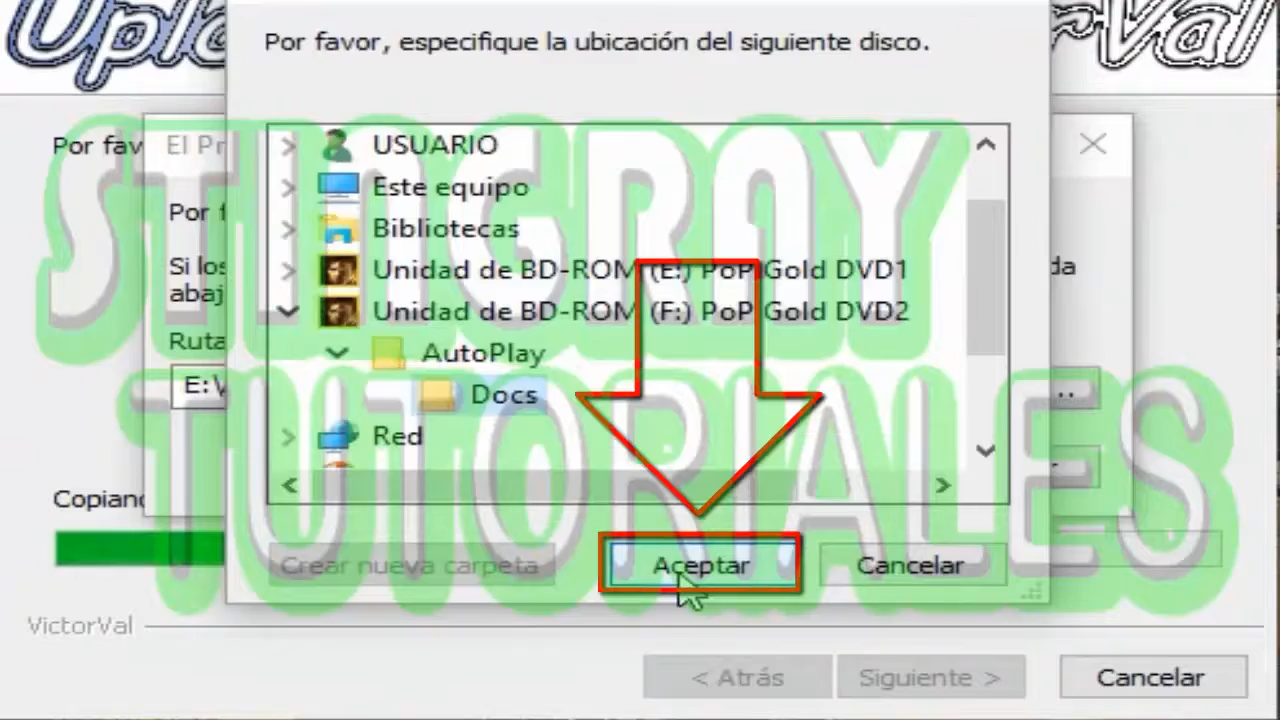 Por favor, especifique la ubicación del siguiente disco.
STINGRAY
TUTORIALES
Por fav
El Pr
Por f
Si los
da
abaj
Ruta
E:\
..
USUARIO
Este equipo
Bibliotecas
Unidad de BD-ROM (E:) PoP Gold DVD1
Unidad de BD-ROM (F:) PoP Gold DVD2
AutoPlay
Docs
Red
Copiand
Crear nueva carpeta
Aceptar
Cancelar
VictorVal
< Atrás
Siguiente >
Cancelar